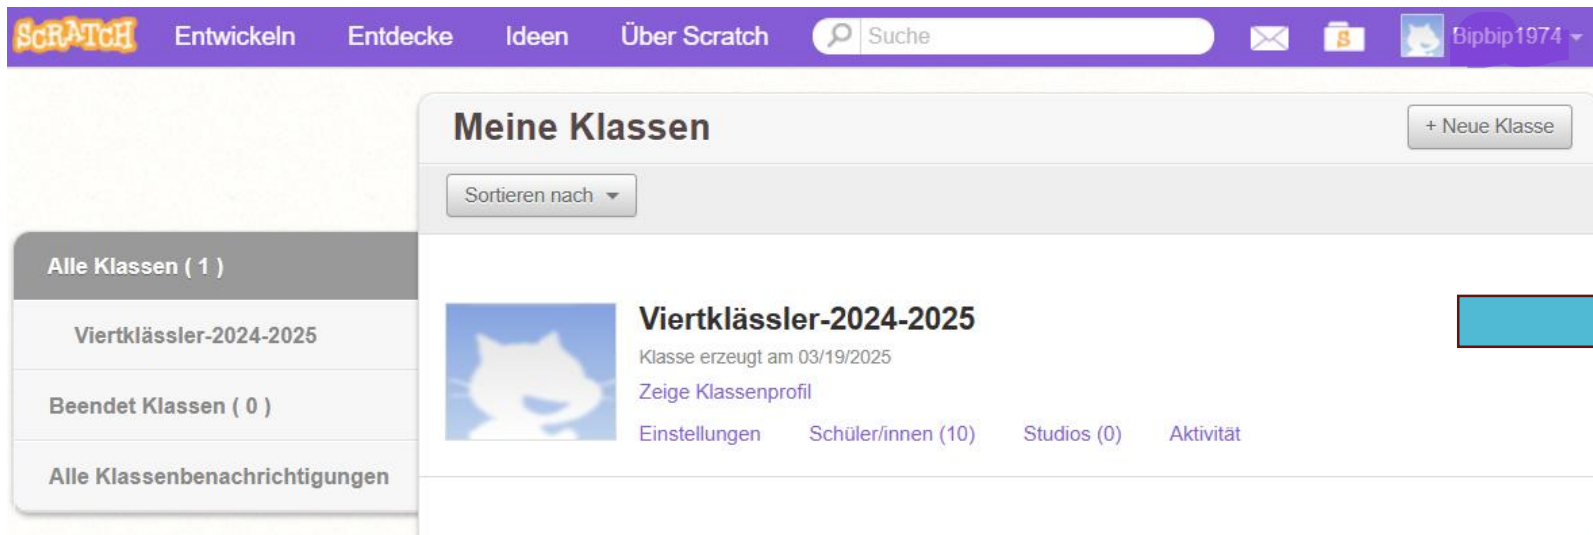 SCRATCH Entwickeln Entdecke Ideen Über Scratch Suche S Bipbip1974
Meine Klassen + Neue Klasse
Sortieren nach
Alle Klassen ( 1 )
Viertklässler-2024-2025
Beendet Klassen ( 0 )
Alle Klassenbenachrichtigungen
Viertklässler-2024-2025
Klasse erzeugt am 03/19/2025
Zeige Klassenprofil
Einstellungen Schüler/innen (10) Studios (0) Aktivität